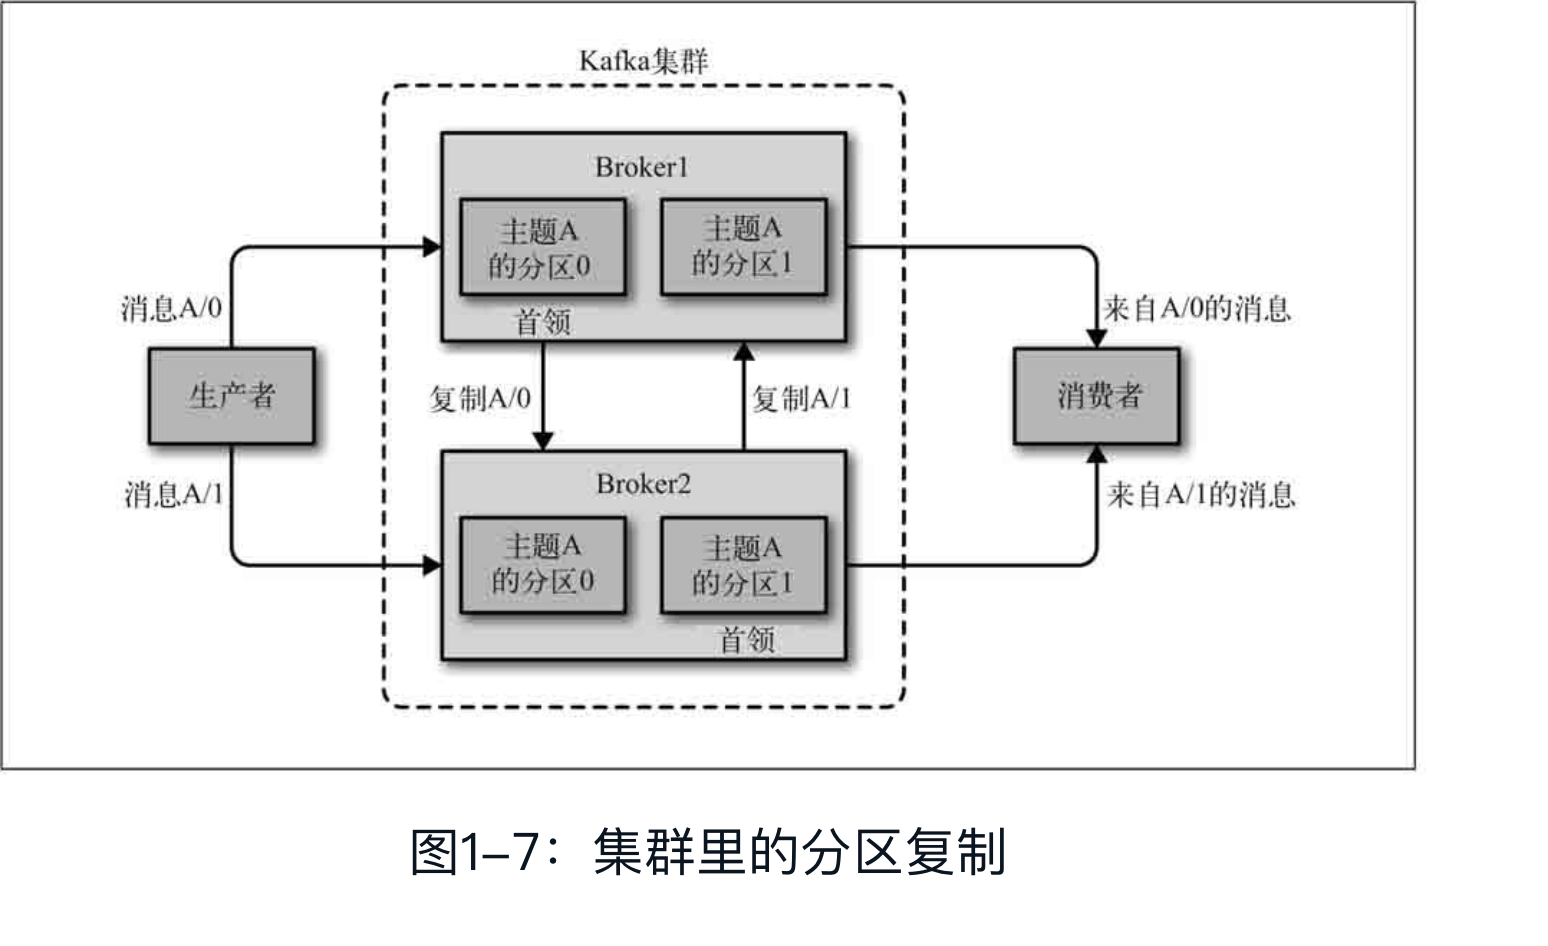 Kafka集群
Broker1
主题A
的分区0
主题A
的分区1
首领
消息A/0
来自A/0的消息
生产者
复制A/0
复制A/1
消费者
消息A/1
来自A/1的消息
Broker2
主题A
的分区0
主题A
的分区1
首领
图1–7：集群里的分区复制